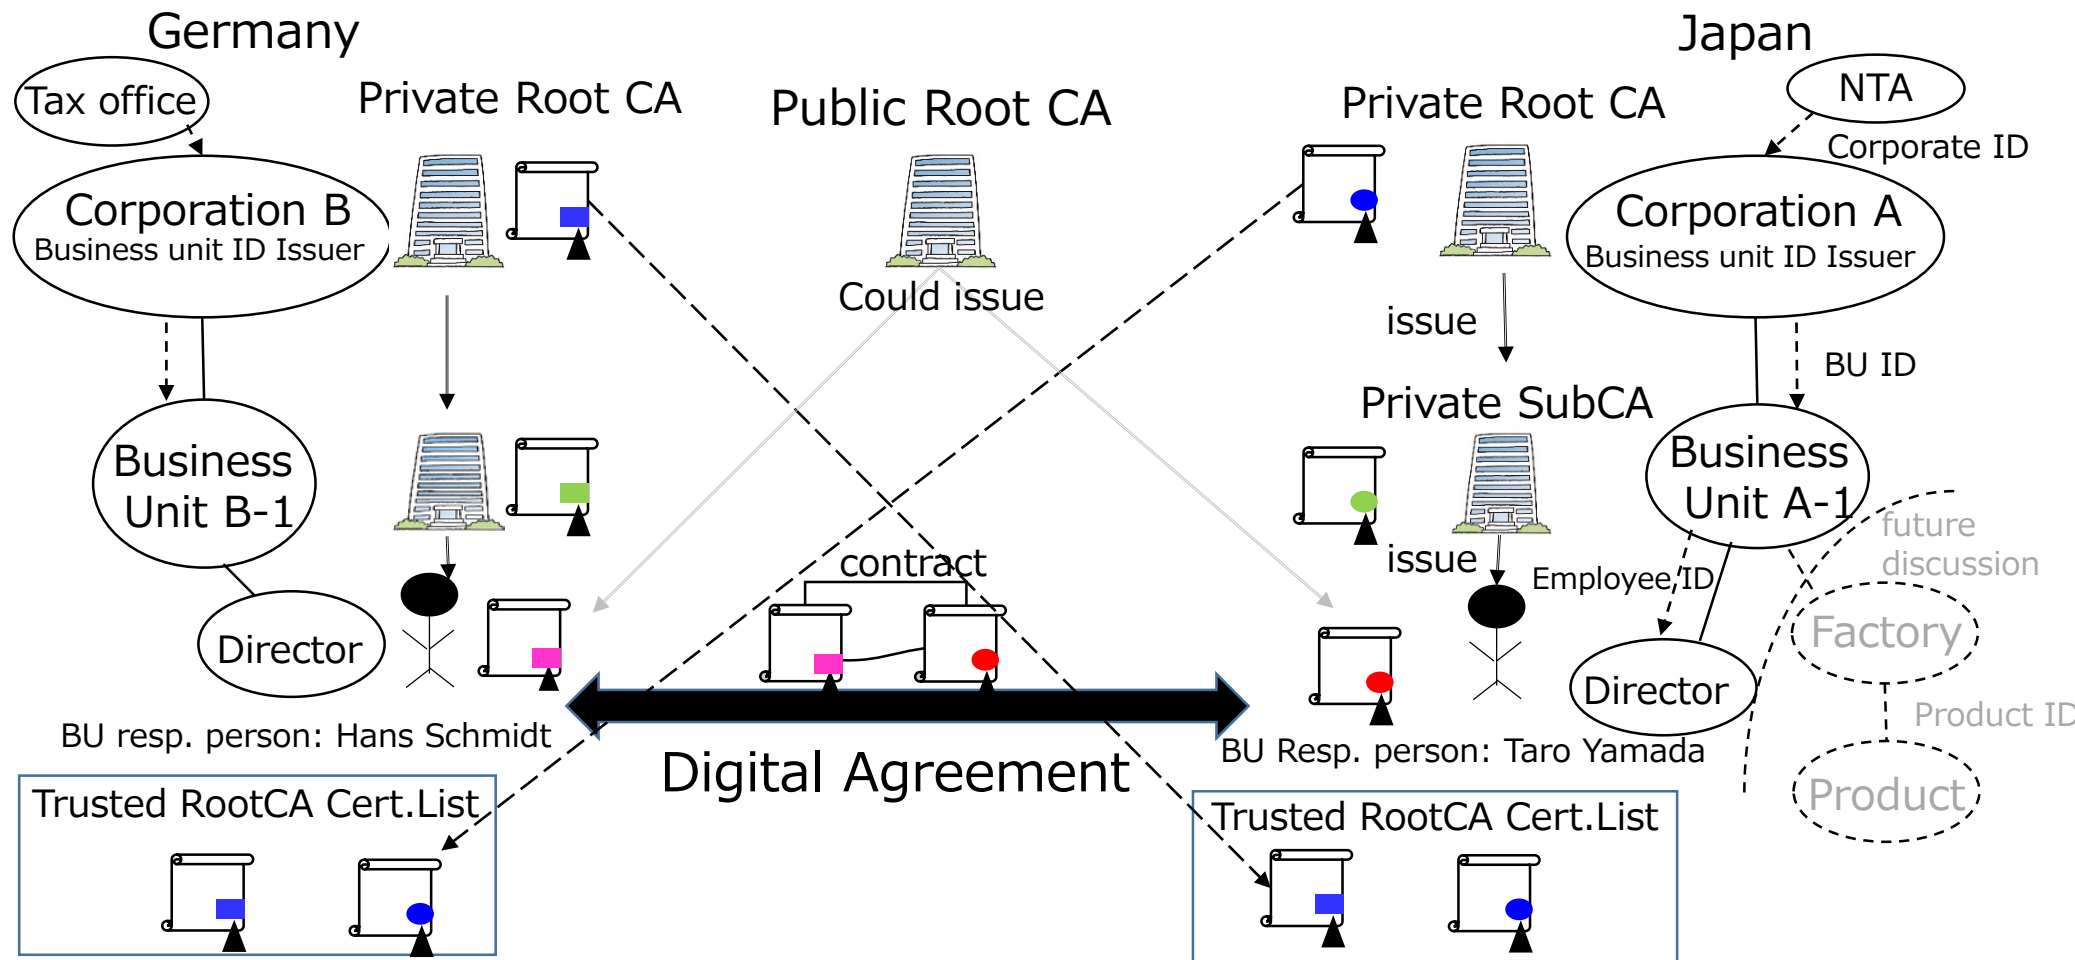 Germany
Japan
Tax office
Private Root CA
Public Root CA
Private Root CA
NTA
Corporate ID
Corporation B
Business unit ID Issuer
Corporation A
Business unit ID Issuer
Could issue
issue
BU ID
Private SubCA
Business
Unit B-1
Business
Unit A-1
future
discussion
contract
issue
Employee ID
Factory
Director
Director
Product ID
BU resp. person: Hans Schmidt
BU Resp. person: Taro Yamada
Digital Agreement
Product
Trusted RootCA Cert.List
Trusted RootCA Cert.List